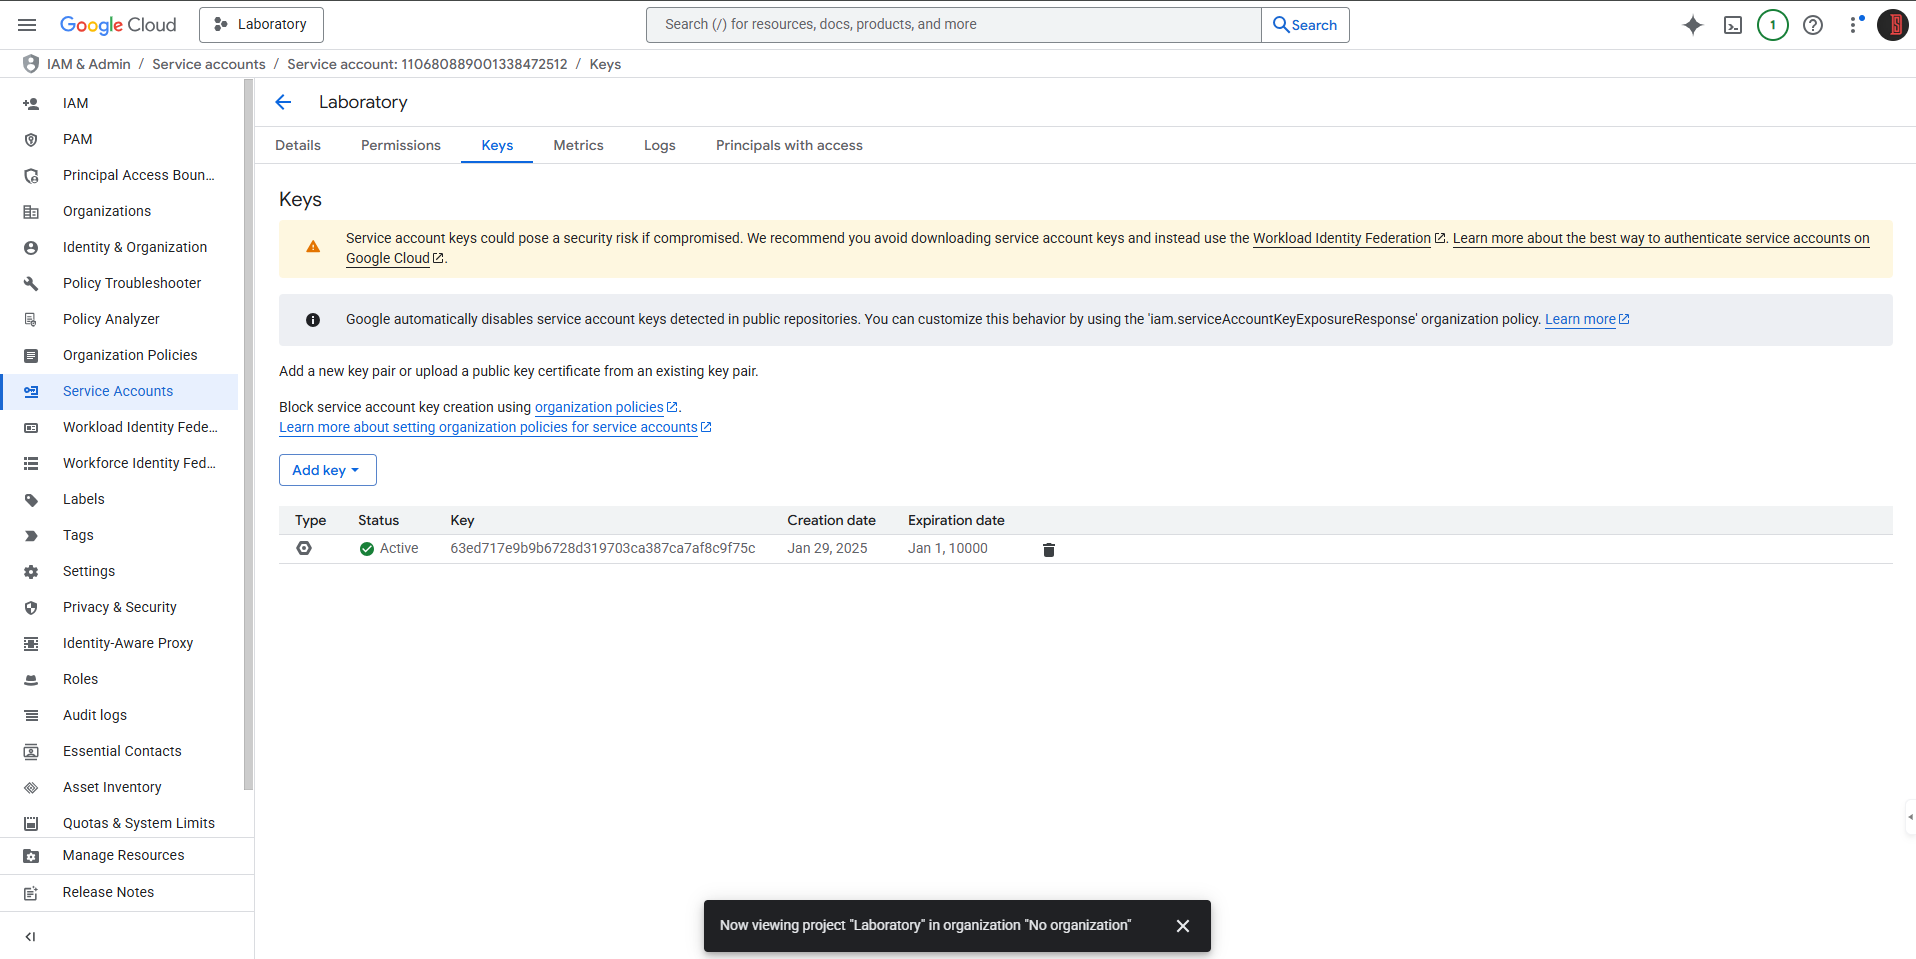 Google Cloud
Laboratory
Search (/) for resources, docs, products, and more
Search
1
IAM & Admin / Service accounts / Service account: 110680889001338472512 / Keys
IAM
PAM
Principal Access Boun...
Organizations
Identity & Organization
Policy Troubleshooter
Policy Analyzer
Organization Policies
Service Accounts
Workload Identity Fede...
Workforce Identity Fed...
Labels
Tags
Settings
Privacy & Security
Identity-Aware Proxy
Roles
Audit logs
Essential Contacts
Asset Inventory
Quotas & System Limits
Manage Resources
Release Notes
Laboratory
Details Permissions Keys Metrics Logs Principals with access
Keys
Service account keys could pose a security risk if compromised. We recommend you avoid downloading service account keys and instead use the Workload Identity Federation. Learn more about the best way to authenticate service accounts on
Google Cloud.
Google automatically disables service account keys detected in public repositories. You can customize this behavior by using the 'iam.serviceAccountKeyExposureResponse' organization policy. Learn more
Add a new key pair or upload a public key certificate from an existing key pair.
Block service account key creation using organization policies.
Learn more about setting organization policies for service accounts
Add key
Type Status Key Creation date Expiration date
Active 63ed717e9b9b6728d319703ca387ca7af8c9f75c Jan 29, 2025 Jan 1, 10000
Now viewing project "Laboratory" in organization "No organization"